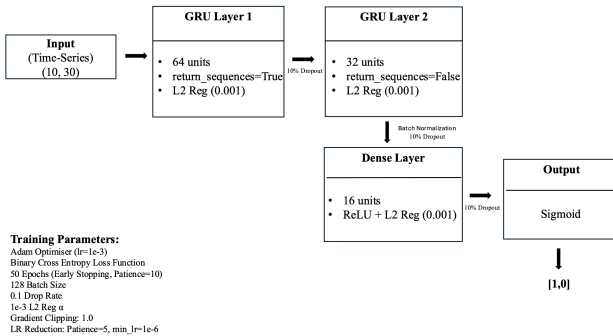 Input
(Time-Series)
(10, 30)
GRU Layer 1
• 64 units
• return_sequences=True
• L2 Reg (0.001)
10% Dropout
GRU Layer 2
• 32 units
• return_sequences=False
• L2 Reg (0.001)
Batch Normalization
10% Dropout
Dense Layer
• 16 units
• ReLU + L2 Reg (0.001)
10% Dropout
Output
Sigmoid
[1,0]
Training Parameters:
Adam Optimiser (lr=1e-3)
Binary Cross Entropy Loss Function
50 Epochs (Early Stopping, Patience=10)
128 Batch Size
0.1 Drop Rate
1e-3 L2 Reg α
Gradient Clipping: 1.0
LR Reduction: Patience=5, min_lr=1e-6